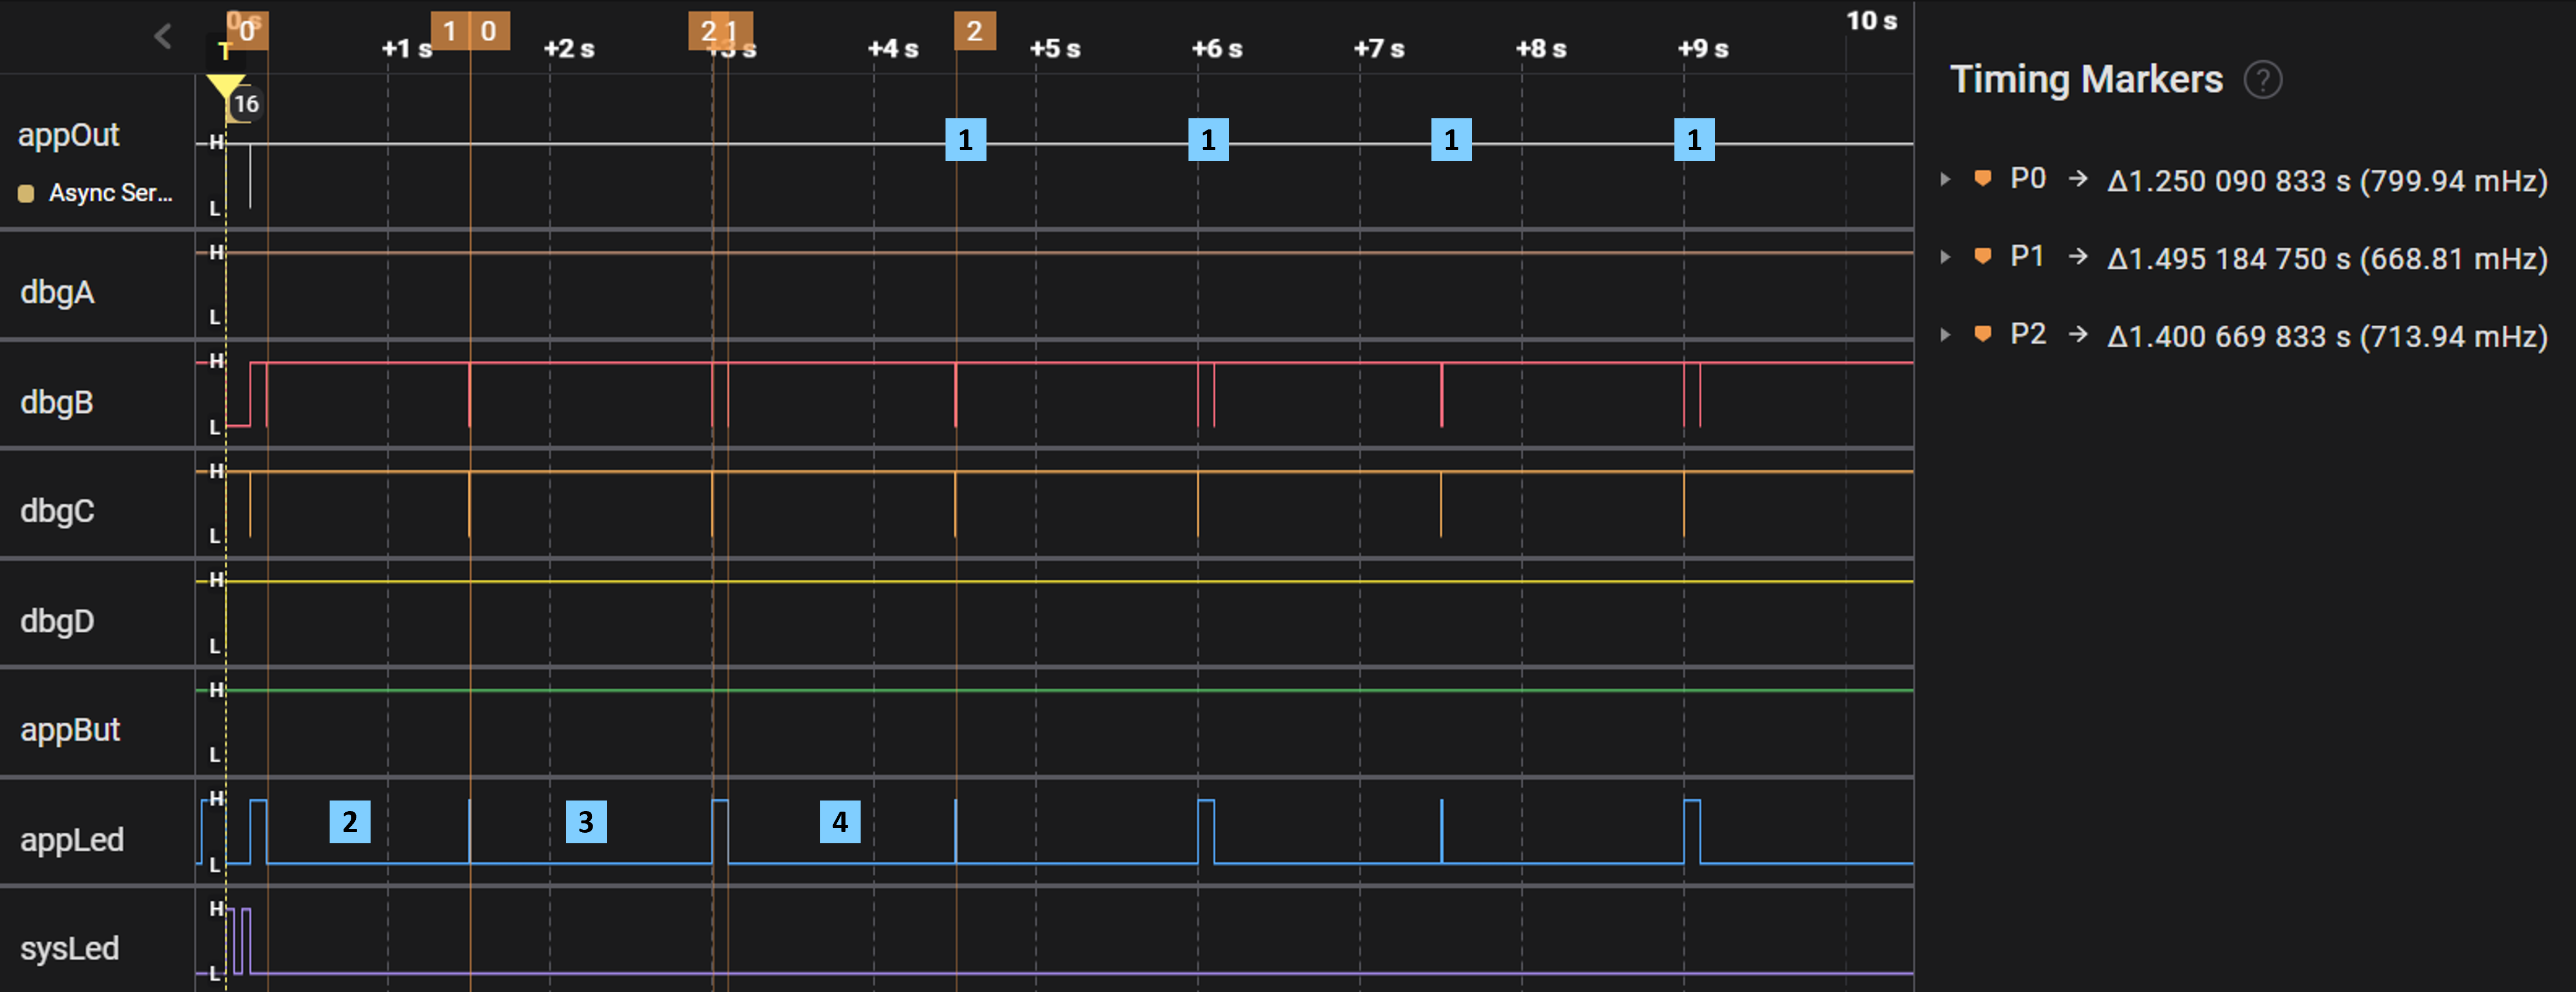 0 s
0
1 0
2 1
2
10 s
T
+1 s
+2 s
+3 s
+4 s
+5 s
+6 s
+7 s
+8 s
+9 s
Timing Markers ?
16
appOut
H
1
1
1
1
Async Ser...
L
P0 → Δ1.250 090 833 s (799.94 mHz)
P1 → Δ1.495 184 750 s (668.81 mHz)
P2 → Δ1.400 669 833 s (713.94 mHz)
H
dbgA
L
H
dbgB
L
H
dbgC
L
H
dbgD
L
H
appBut
L
H
appLed
2
3
4
L
H
sysLed
L